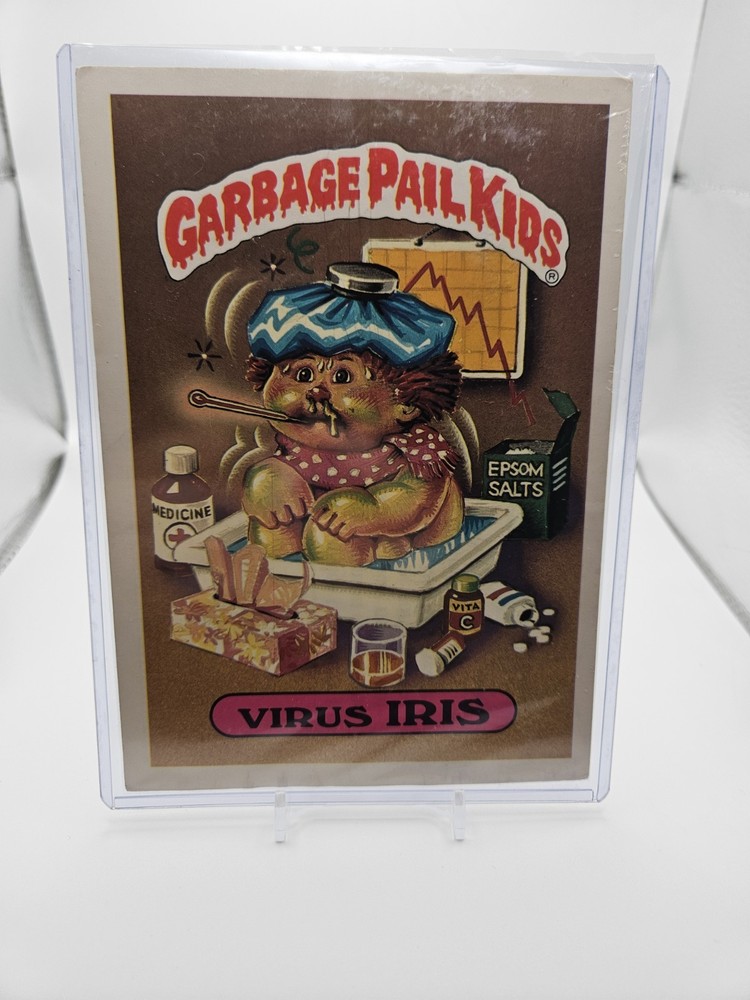 GARBAGE PAIL KIDS
®
EPSOM
SALTS
MEDICINE
VITA
C
VIRUS IRIS